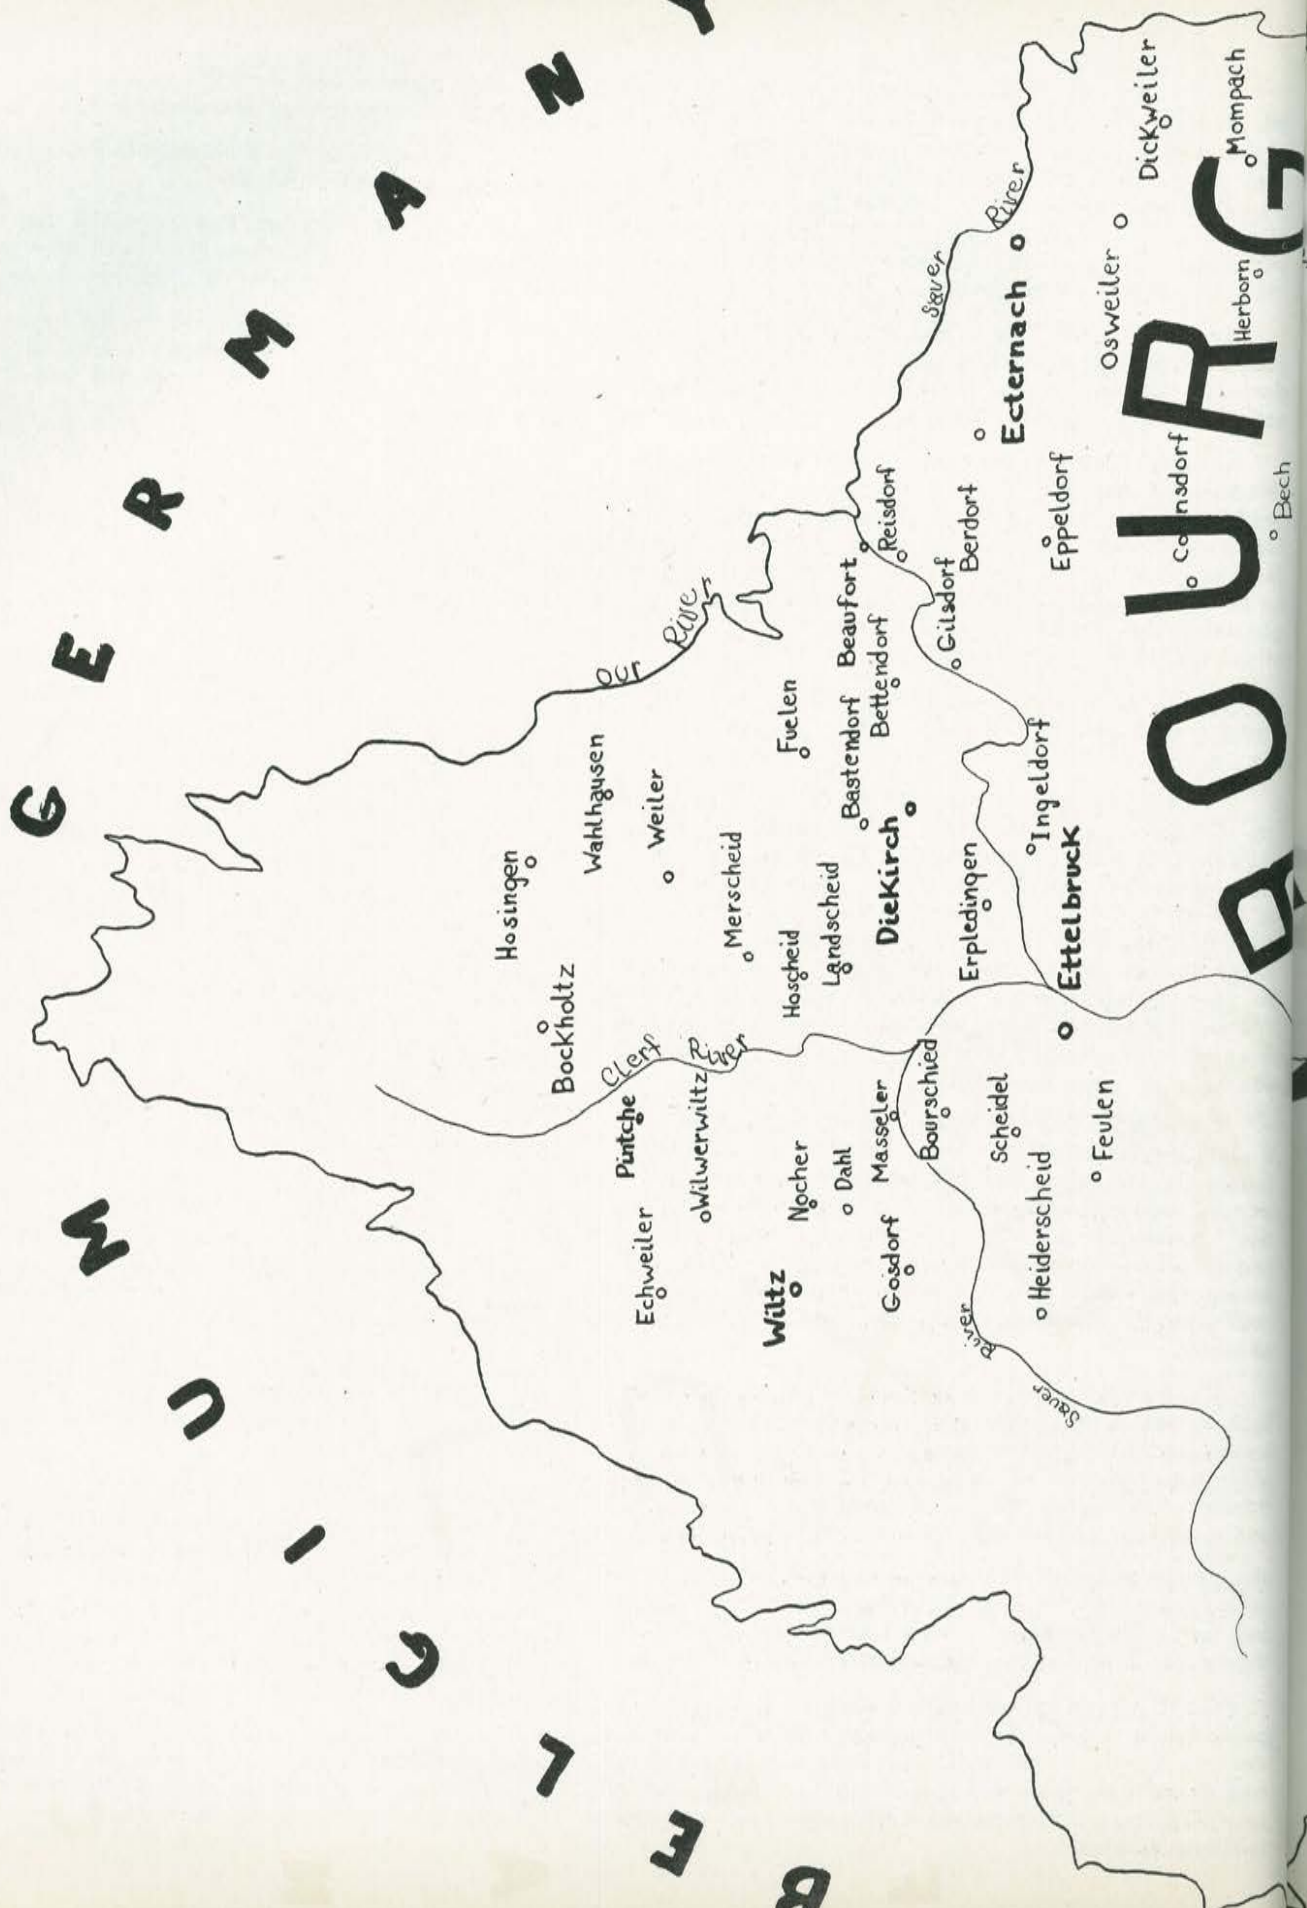 GERMANY
BELGIUM
BOURG
Hosingen
Bockholtz
Wahlhausen
Our River
Clerf River
Pintche
Weiler
Echweiler
Wilwerwiltz
Merscheid
Fuelen
Hoscheid
Nocher
Wiltz
Landscheid
Dahl
Bastendorf
Beaufort
Bettendorf
Reisdorf
Diekirch
Masseler
Gosdorf
Bourschied
Sauer River
Gilsdorf
Berdorf
Erpledingen
Scheidel
Ecternach
Ingeldorf
Heiderscheid
Sauer River
Ettelbruck
Eppeldorf
Feulen
Osweiler
Dickweiler
Consdorf
Herborn
Mompach
Bech